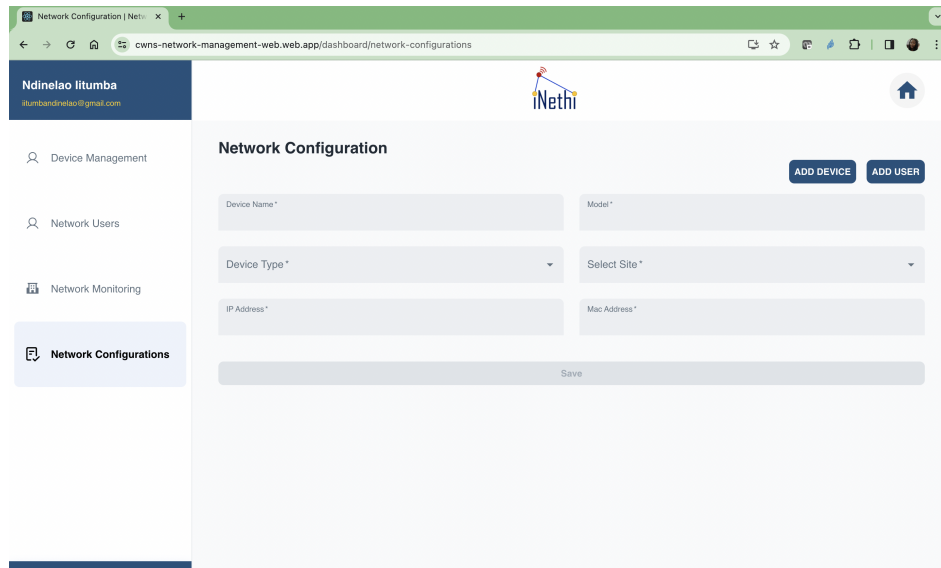 Network Configuration | Netw
cwns-network-management-web.web.app/dashboard/network-configurations
Ndinelao Iitumba
iitumbandinelao@gmail.com
iNethi
Device Management
Network Users
Network Monitoring
Network Configurations
Network Configuration
ADD DEVICE
ADD USER
Device Name *
Model *
Device Type *
Select Site *
IP Address *
Mac Address *
Save